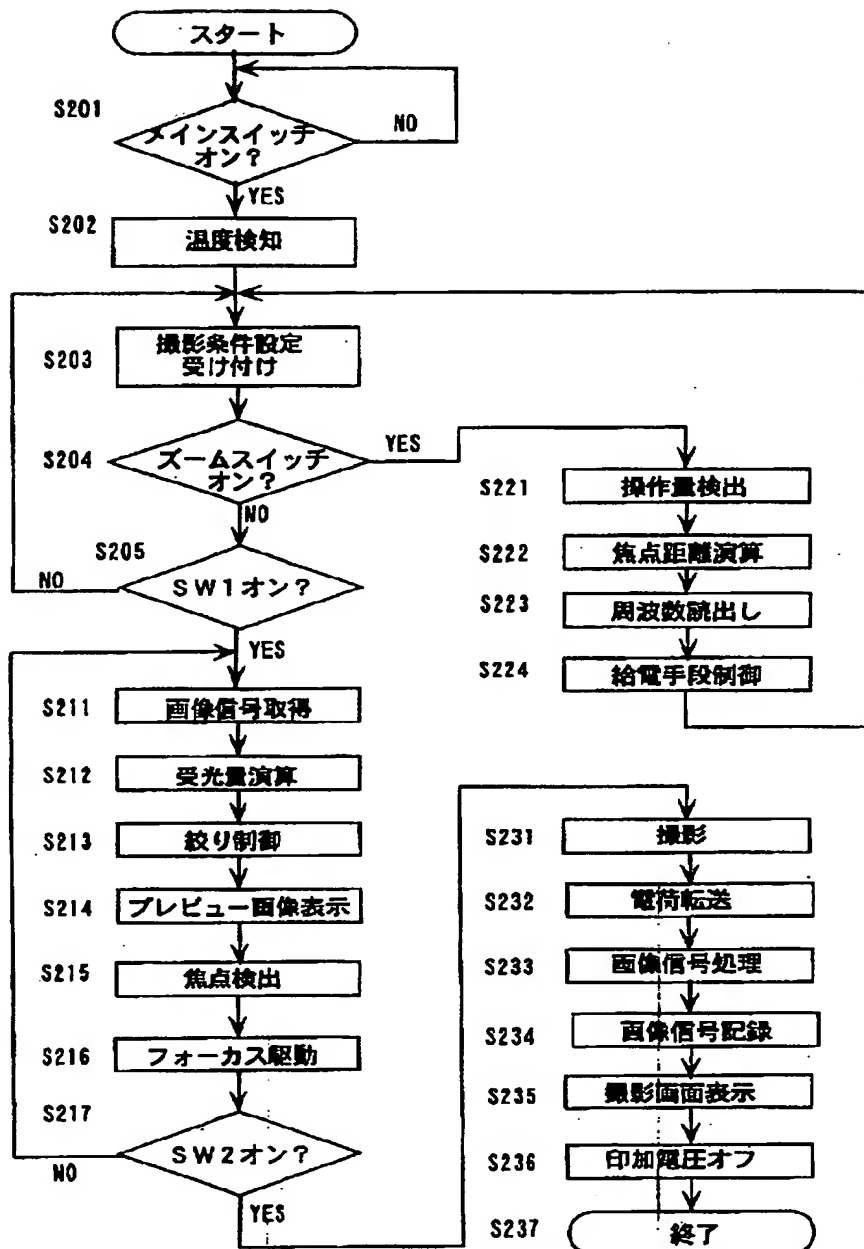 スタート
S201
メインスイッチ
オン？
NO
YES
S202
温度検知
S203
撮影条件設定
受け付け
S204
ズームスイッチ
オン？
YES
NO
S205
SW1オン？
NO
YES
S211
画像信号取得
S212
受光量演算
S213
絞り制御
S214
プレビュー画像表示
S215
焦点検出
S216
フォーカス駆動
S217
SW2オン？
NO
YES
S221
操作量検出
S222
焦点距離演算
S223
周波数読出し
S224
給電手段制御
S231
撮影
S232
電荷転送
S233
画像信号処理
S234
画像信号記録
S235
撮影画面表示
S236
印加電圧オフ
S237
終了